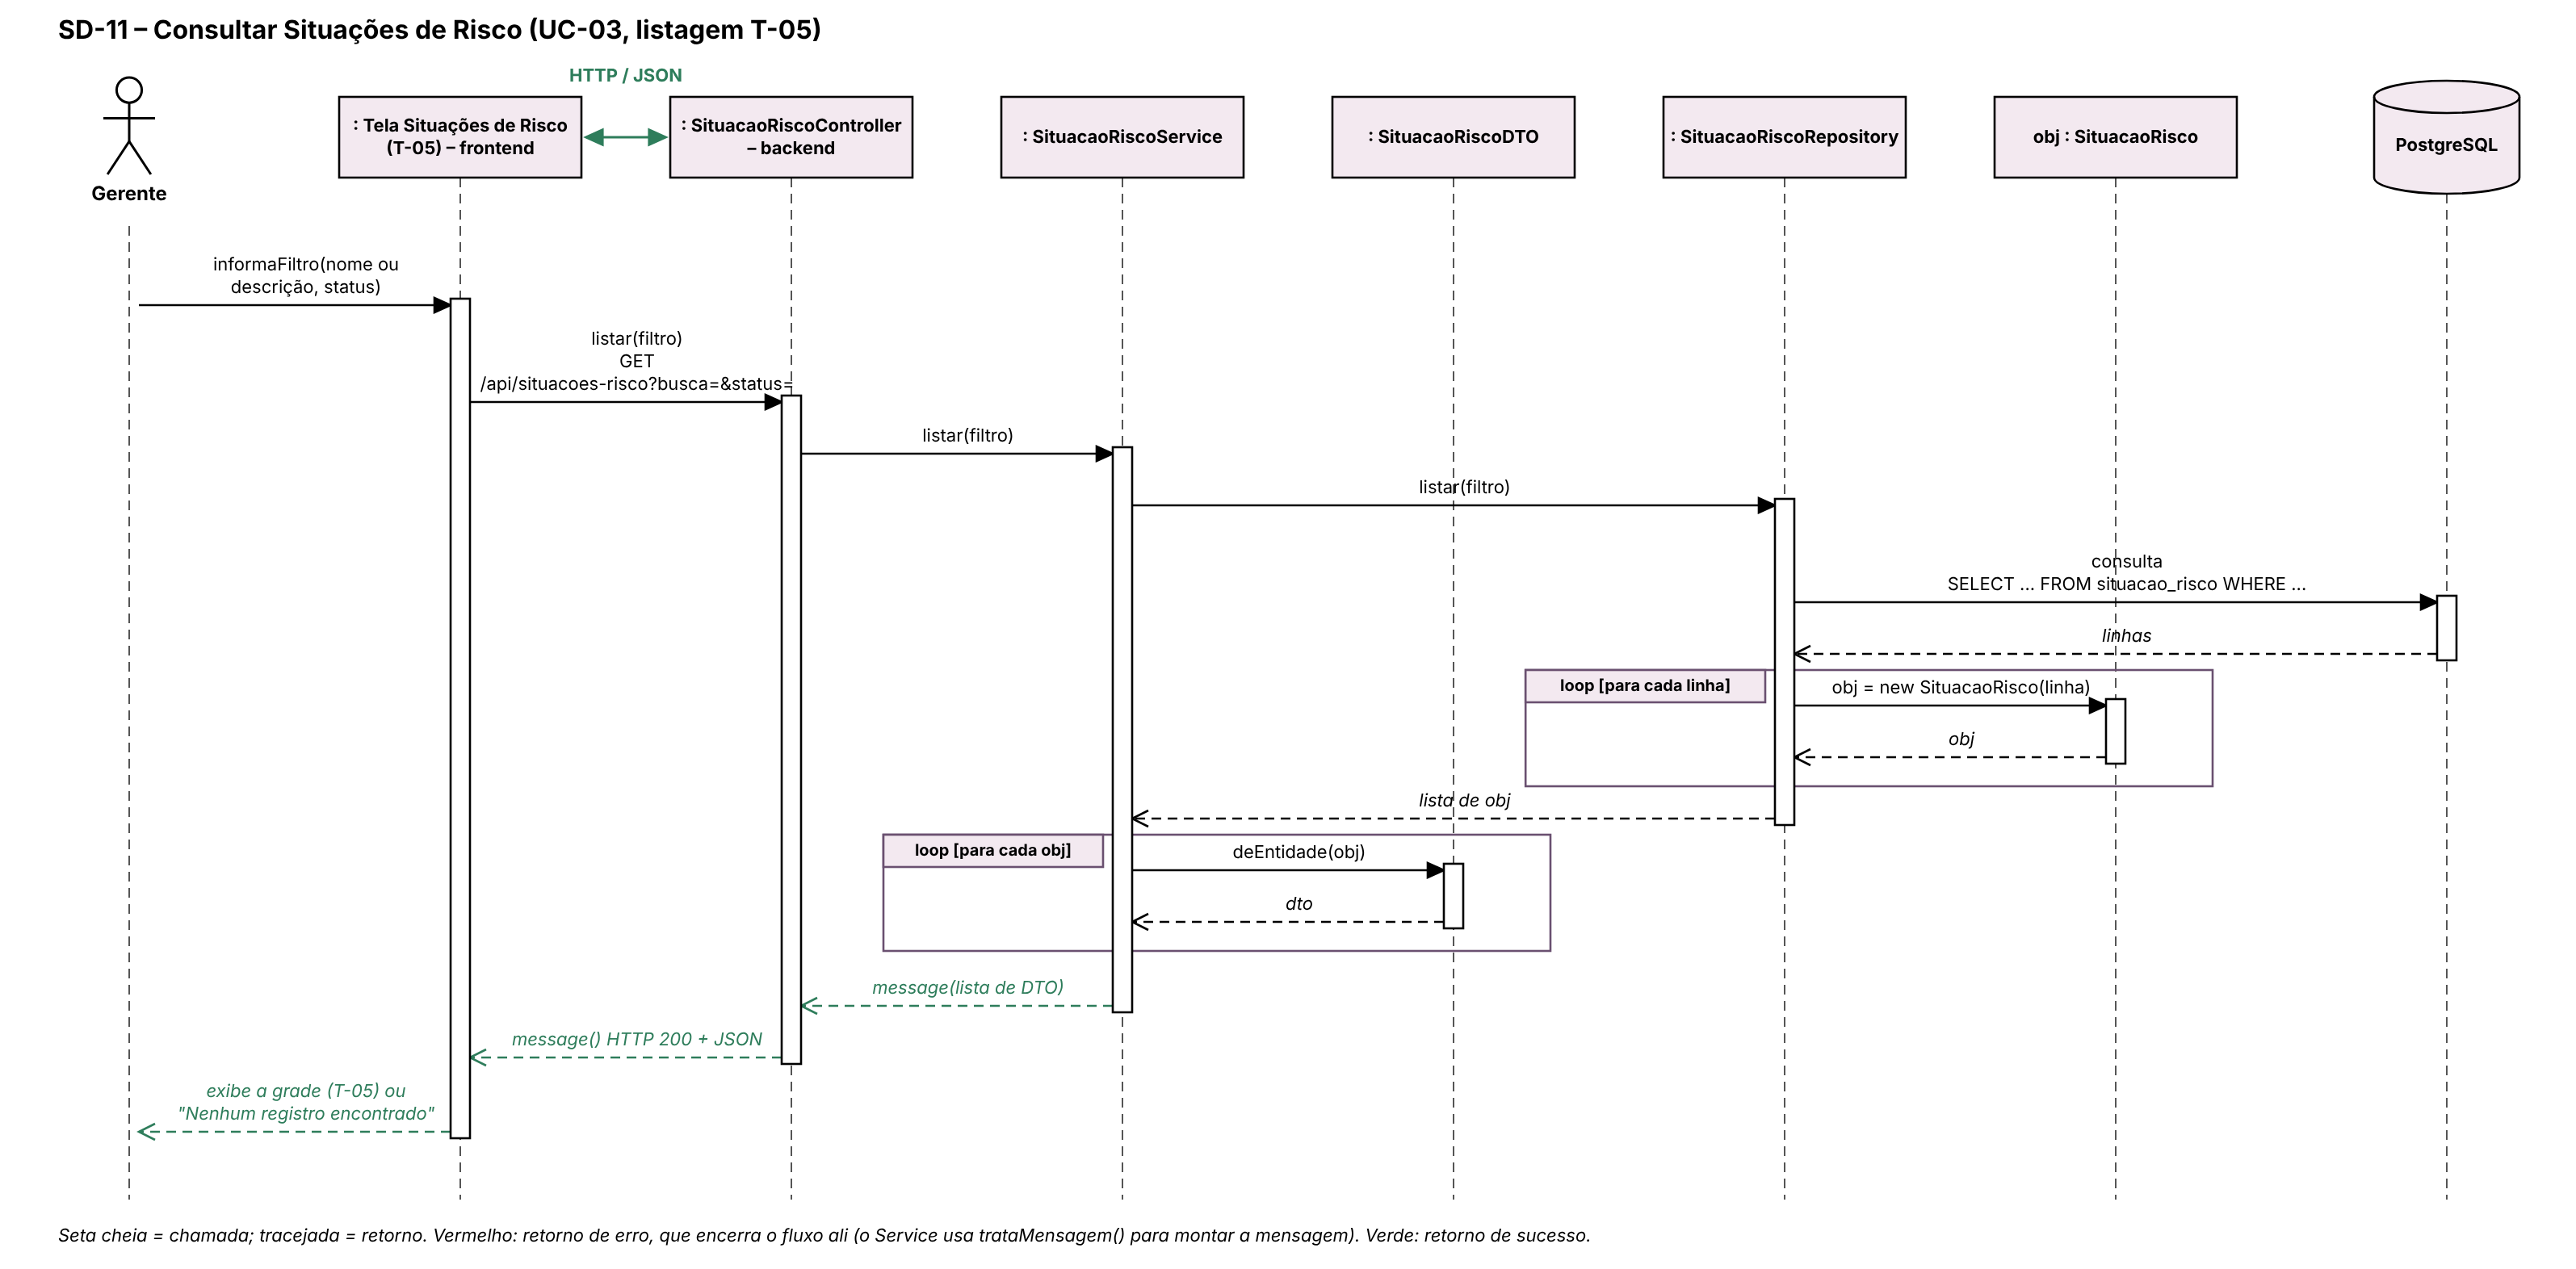 SD-11 – Consultar Situações de Risco (UC-03, listagem T-05)
HTTP / JSON
Gerente
: Tela Situações de Risco
(T-05) – frontend
: SituacaoRiscoController
– backend
: SituacaoRiscoService
: SituacaoRiscoDTO
: SituacaoRiscoRepository
obj : SituacaoRisco
PostgreSQL
informaFiltro(nome ou
descrição, status)
listar(filtro)
GET
/api/situacoes-risco?busca=&status=
listar(filtro)
listar(filtro)
consulta
SELECT ... FROM situacao_risco WHERE ...
linhas
loop [para cada linha]
obj = new SituacaoRisco(linha)
obj
lista de obj
loop [para cada obj]
deEntidade(obj)
dto
message(lista de DTO)
message() HTTP 200 + JSON
exibe a grade (T-05) ou
"Nenhum registro encontrado"
Seta cheia = chamada; tracejada = retorno. Vermelho: retorno de erro, que encerra o fluxo ali (o Service usa trataMensagem() para montar a mensagem). Verde: retorno de sucesso.